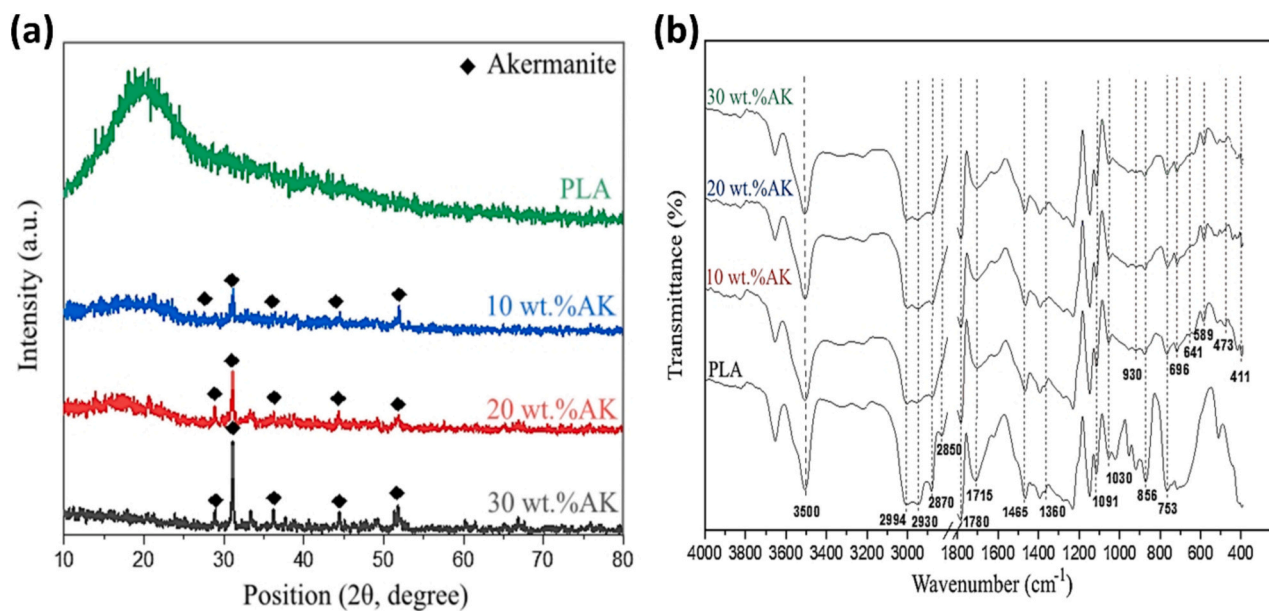 (a)
◆ Akermanite
PLA
10 wt.%AK
20 wt.%AK
30 wt.%AK
Intensity (a.u.)
10 20 30 40 50 60 70 80
Position (2θ, degree)
(b)
30 wt.%AK
20 wt.%AK
10 wt.%AK
PLA
Transmittance (%)
3500
2994
2930
2870
2850
1780
1715
1465
1360
1091
1030
930
856
753
696
641
589
473
411
4000 3800 3600 3400 3200 3000 1800 1600 1400 1200 1000 800 600 400
Wavenumber (cm⁻¹)